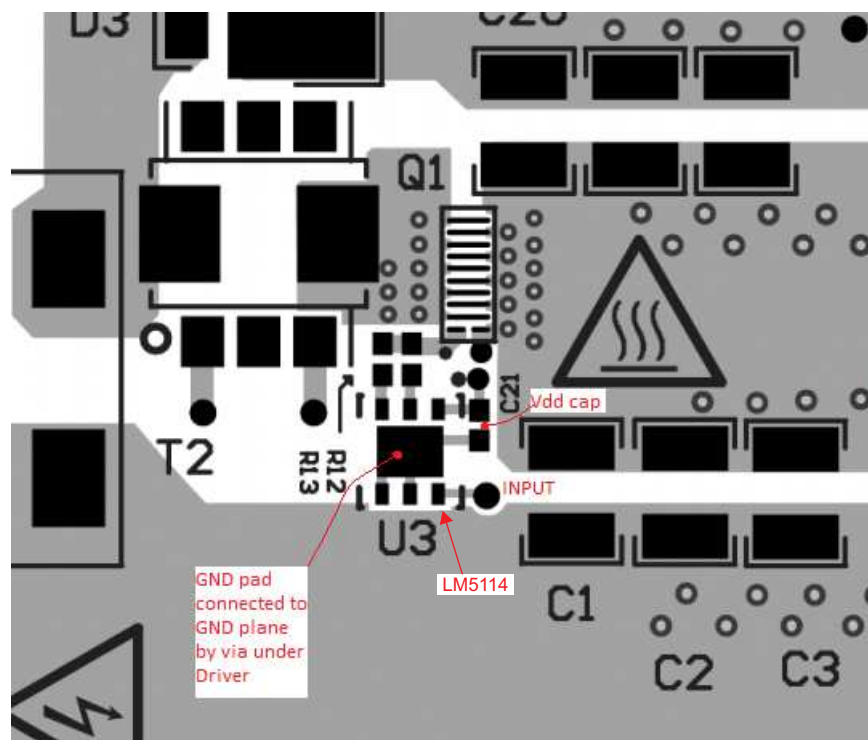 D3
C20
Q1
C21
Vdd cap
T2
R13
R12
INPUT
U3
LM5114
GND pad
connected to
GND plane
by via under
Driver
C1
C2
C3